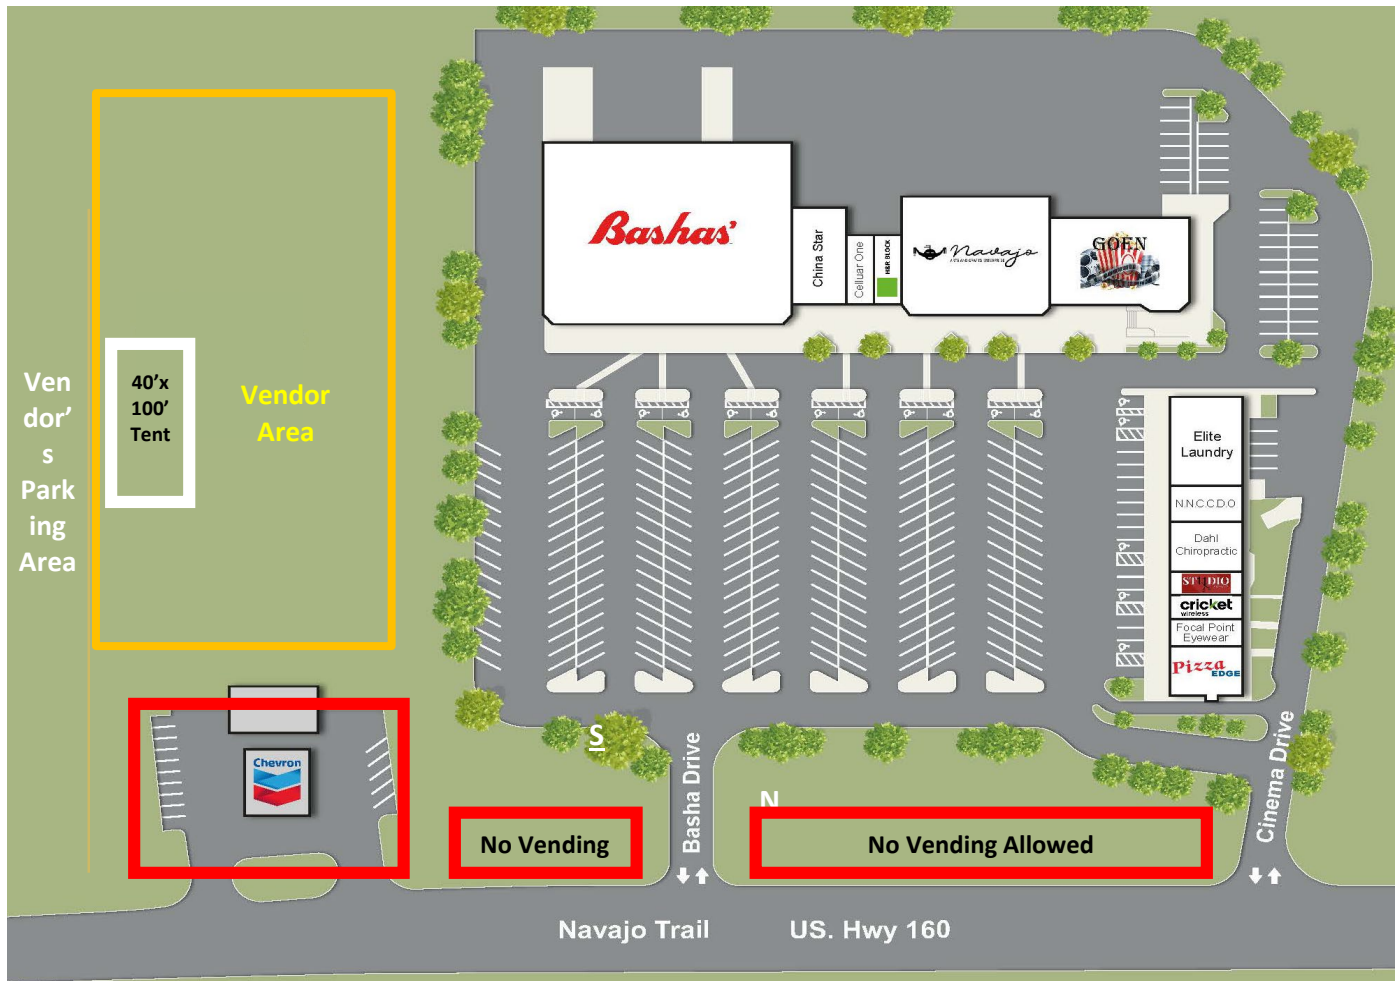 Bashas'
China Star
Celluar One
H&R BLOCK
Navajo
GOEN
40'x
100'
Tent
Vendor
Area
Ven
dor'
s
Park
ing
Area
Elite
Laundry
N.N.C.C.D.O
Dahl
Chiropractic
STUDIO
cricket
wireless
Focal Point
Eyewear
Pizza
EDGE
Chevron
S
N
Basha Drive
Cinema Drive
No Vending
No Vending Allowed
Navajo Trail
US. Hwy 160